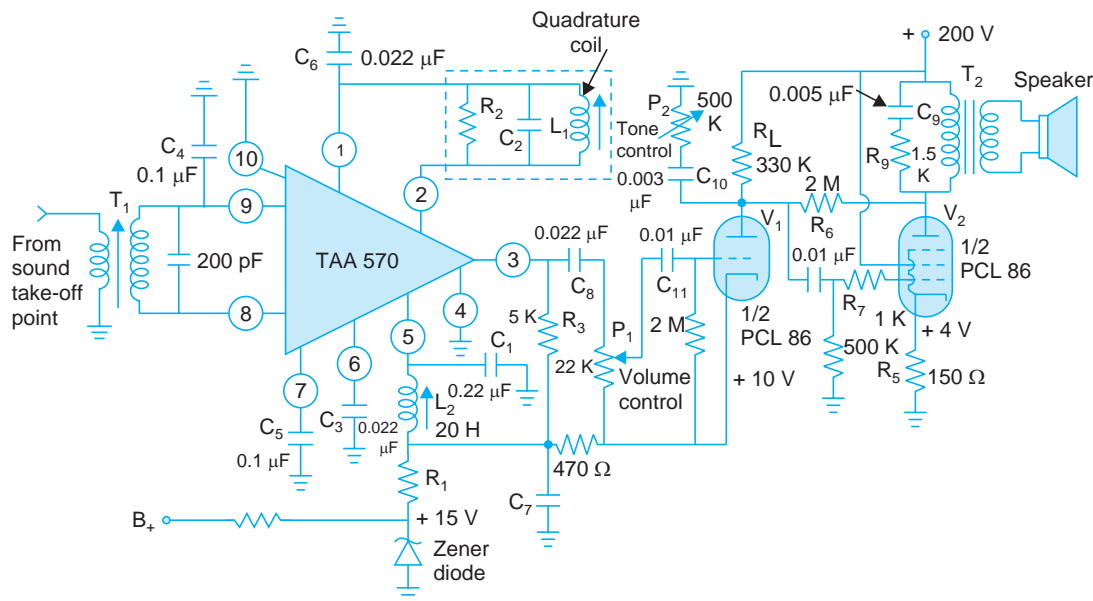 Quadrature
coil
C6
0.022 μF
+ 200 V
T2
Speaker
0.005 μF
C9
R9
1.5
K
P2
500
K
Tone
control
RL
330 K
R2
C2
L1
C4
0.1 μF
10
1
2
0.003
μF
C10
2 M
R6
V1
V2
T1
9
From
sound
take-off
point
200 pF
TAA 570
3
0.022 μF
C8
0.01 μF
C11
0.01 μF
R7
1/2
PCL 86
8
4
5 K
R3
P1
2 M
1/2
PCL 86
1 K
+ 4 V
5
22 K
Volume
control
500 K
R5
150 Ω
7
6
C1
0.22 μF
+ 10 V
C5
0.1 μF
C3
0.022
μF
L2
20 H
470 Ω
R1
C7
B+
+ 15 V
Zener
diode